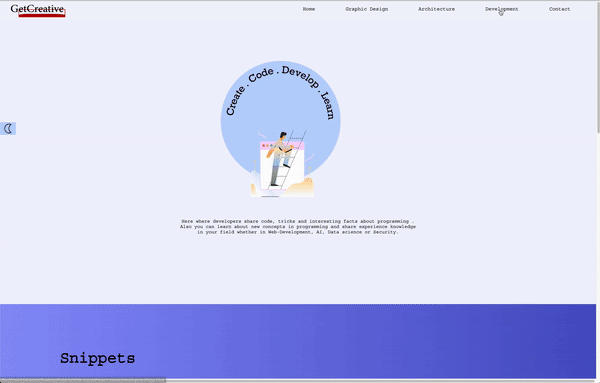 GetCreative
Home
Graphic Design
Architecture
Development
Contact
Create . Code . Develop . Learn
Here where developers share code, tricks and interesting facts about programming .
Also you can learn about new concepts in programming and share experience knowledge
in your field whether in Web-Development, AI, Data science or Security.
Snippets